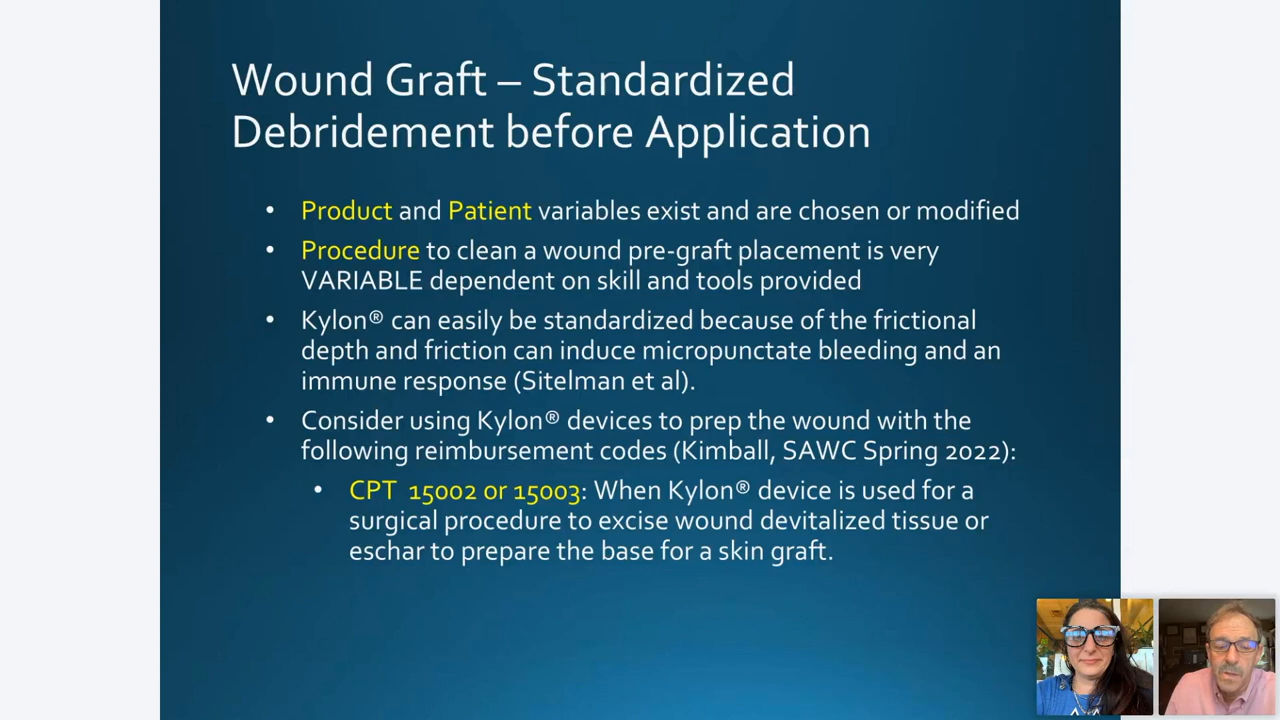 Wound Graft – Standardized
Debridement before Application
• Product and Patient variables exist and are chosen or modified
• Procedure to clean a wound pre-graft placement is very
VARIABLE dependent on skill and tools provided
• Kylon® can easily be standardized because of the frictional
depth and friction can induce micropunctate bleeding and an
immune response (Sitelman et al).
• Consider using Kylon® devices to prep the wound with the
following reimbursement codes (Kimball, SAWC Spring 2022):
• CPT 15002 or 15003: When Kylon® device is used for a
surgical procedure to excise wound devitalized tissue or
eschar to prepare the base for a skin graft.